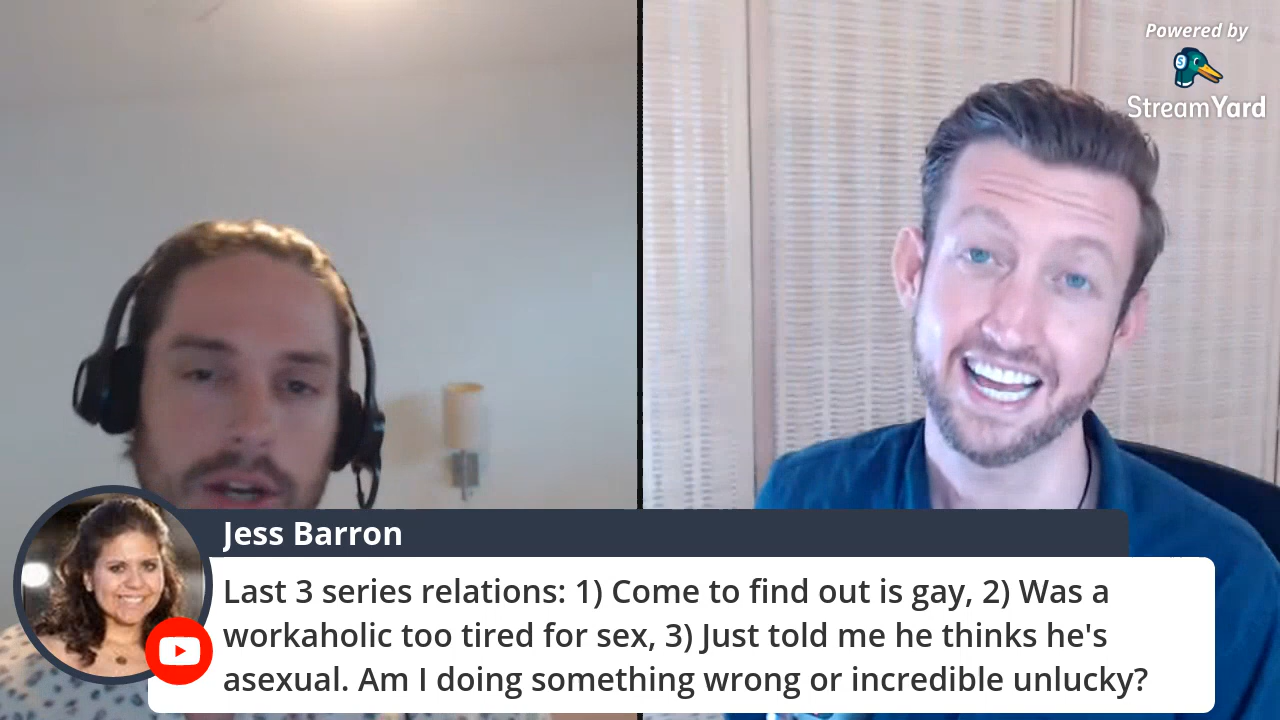 Powered by
StreamYard
Jess Barron
Last 3 series relations: 1) Come to find out is gay, 2) Was a
workaholic too tired for sex, 3) Just told me he thinks he's
asexual. Am I doing something wrong or incredible unlucky?